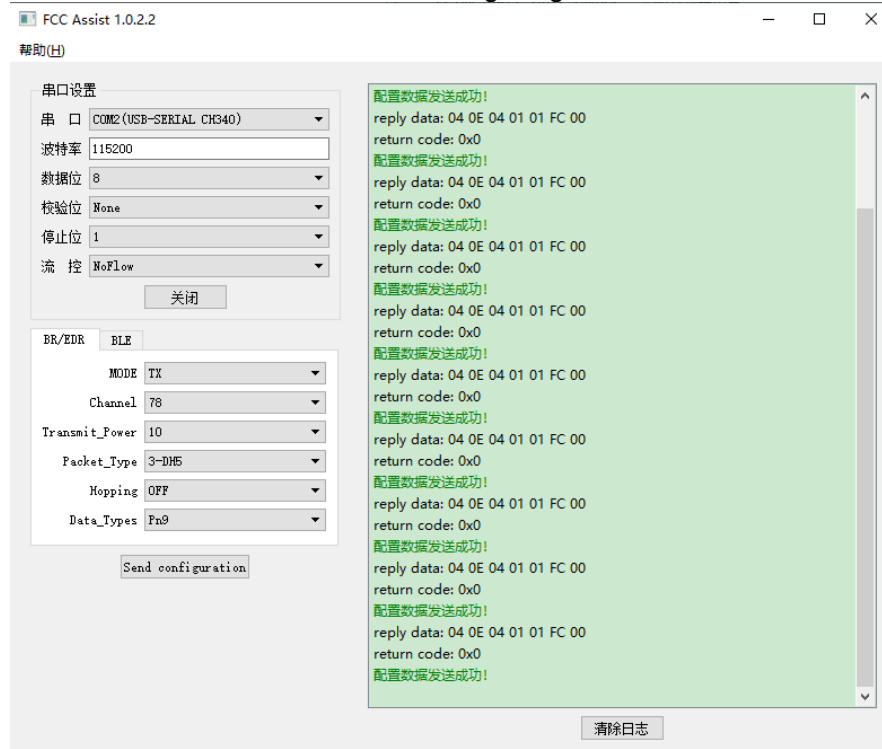 FCC Assist 1.0.2.2
帮助(H)
串口设置
串 口 COM2(USB-SERIAL CH340)
波特率 115200
数据位 8
校验位 None
停止位 1
流 控 NoFlow
关闭
BR/EDR BLE
MODE TX
Channel 78
Transmit_Power 10
Packet_Type 3-DH5
Hopping OFF
Data_Types Pn9
Send configuration
配置数据发送成功!
reply data: 04 0E 04 01 01 FC 00
return code: 0x0
配置数据发送成功!
reply data: 04 0E 04 01 01 FC 00
return code: 0x0
配置数据发送成功!
reply data: 04 0E 04 01 01 FC 00
return code: 0x0
配置数据发送成功!
reply data: 04 0E 04 01 01 FC 00
return code: 0x0
配置数据发送成功!
reply data: 04 0E 04 01 01 FC 00
return code: 0x0
配置数据发送成功!
reply data: 04 0E 04 01 01 FC 00
return code: 0x0
配置数据发送成功!
reply data: 04 0E 04 01 01 FC 00
return code: 0x0
配置数据发送成功!
reply data: 04 0E 04 01 01 FC 00
return code: 0x0
配置数据发送成功!
reply data: 04 0E 04 01 01 FC 00
return code: 0x0
配置数据发送成功!
清除日志